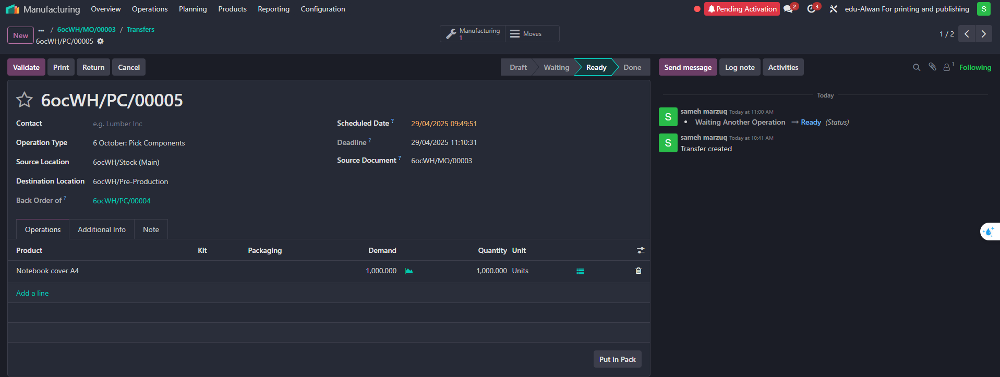 Manufacturing Overview Operations Planning Products Reporting Configuration Pending Activation 2 3 edu-Alwan For printing and publishing S
New ... / 6ocWH/MO/00003 / Transfers
6ocWH/PC/00005
Manufacturing
1
Moves
1 / 2
Validate Print Return Cancel Draft Waiting Ready Done Send message Log note Activities 1 Following
6ocWH/PC/00005
Contact e.g. Lumber Inc
Operation Type 6 October: Pick Components
Source Location 6ocWH/Stock (Main)
Destination Location 6ocWH/Pre-Production
Back Order of ? 6ocWH/PC/00004
Scheduled Date ? 29/04/2025 09:49:51
Deadline ? 29/04/2025 11:10:31
Source Document ? 6ocWH/MO/00003
Operations Additional Info Note
Product Kit Packaging Demand Quantity Unit
Notebook cover A4 1,000.000 1,000.000 Units
Add a line
Put in Pack
Today
S
sameh marzuq Today at 11:00 AM
• Waiting Another Operation → Ready (Status)
S
sameh marzuq Today at 10:41 AM
Transfer created